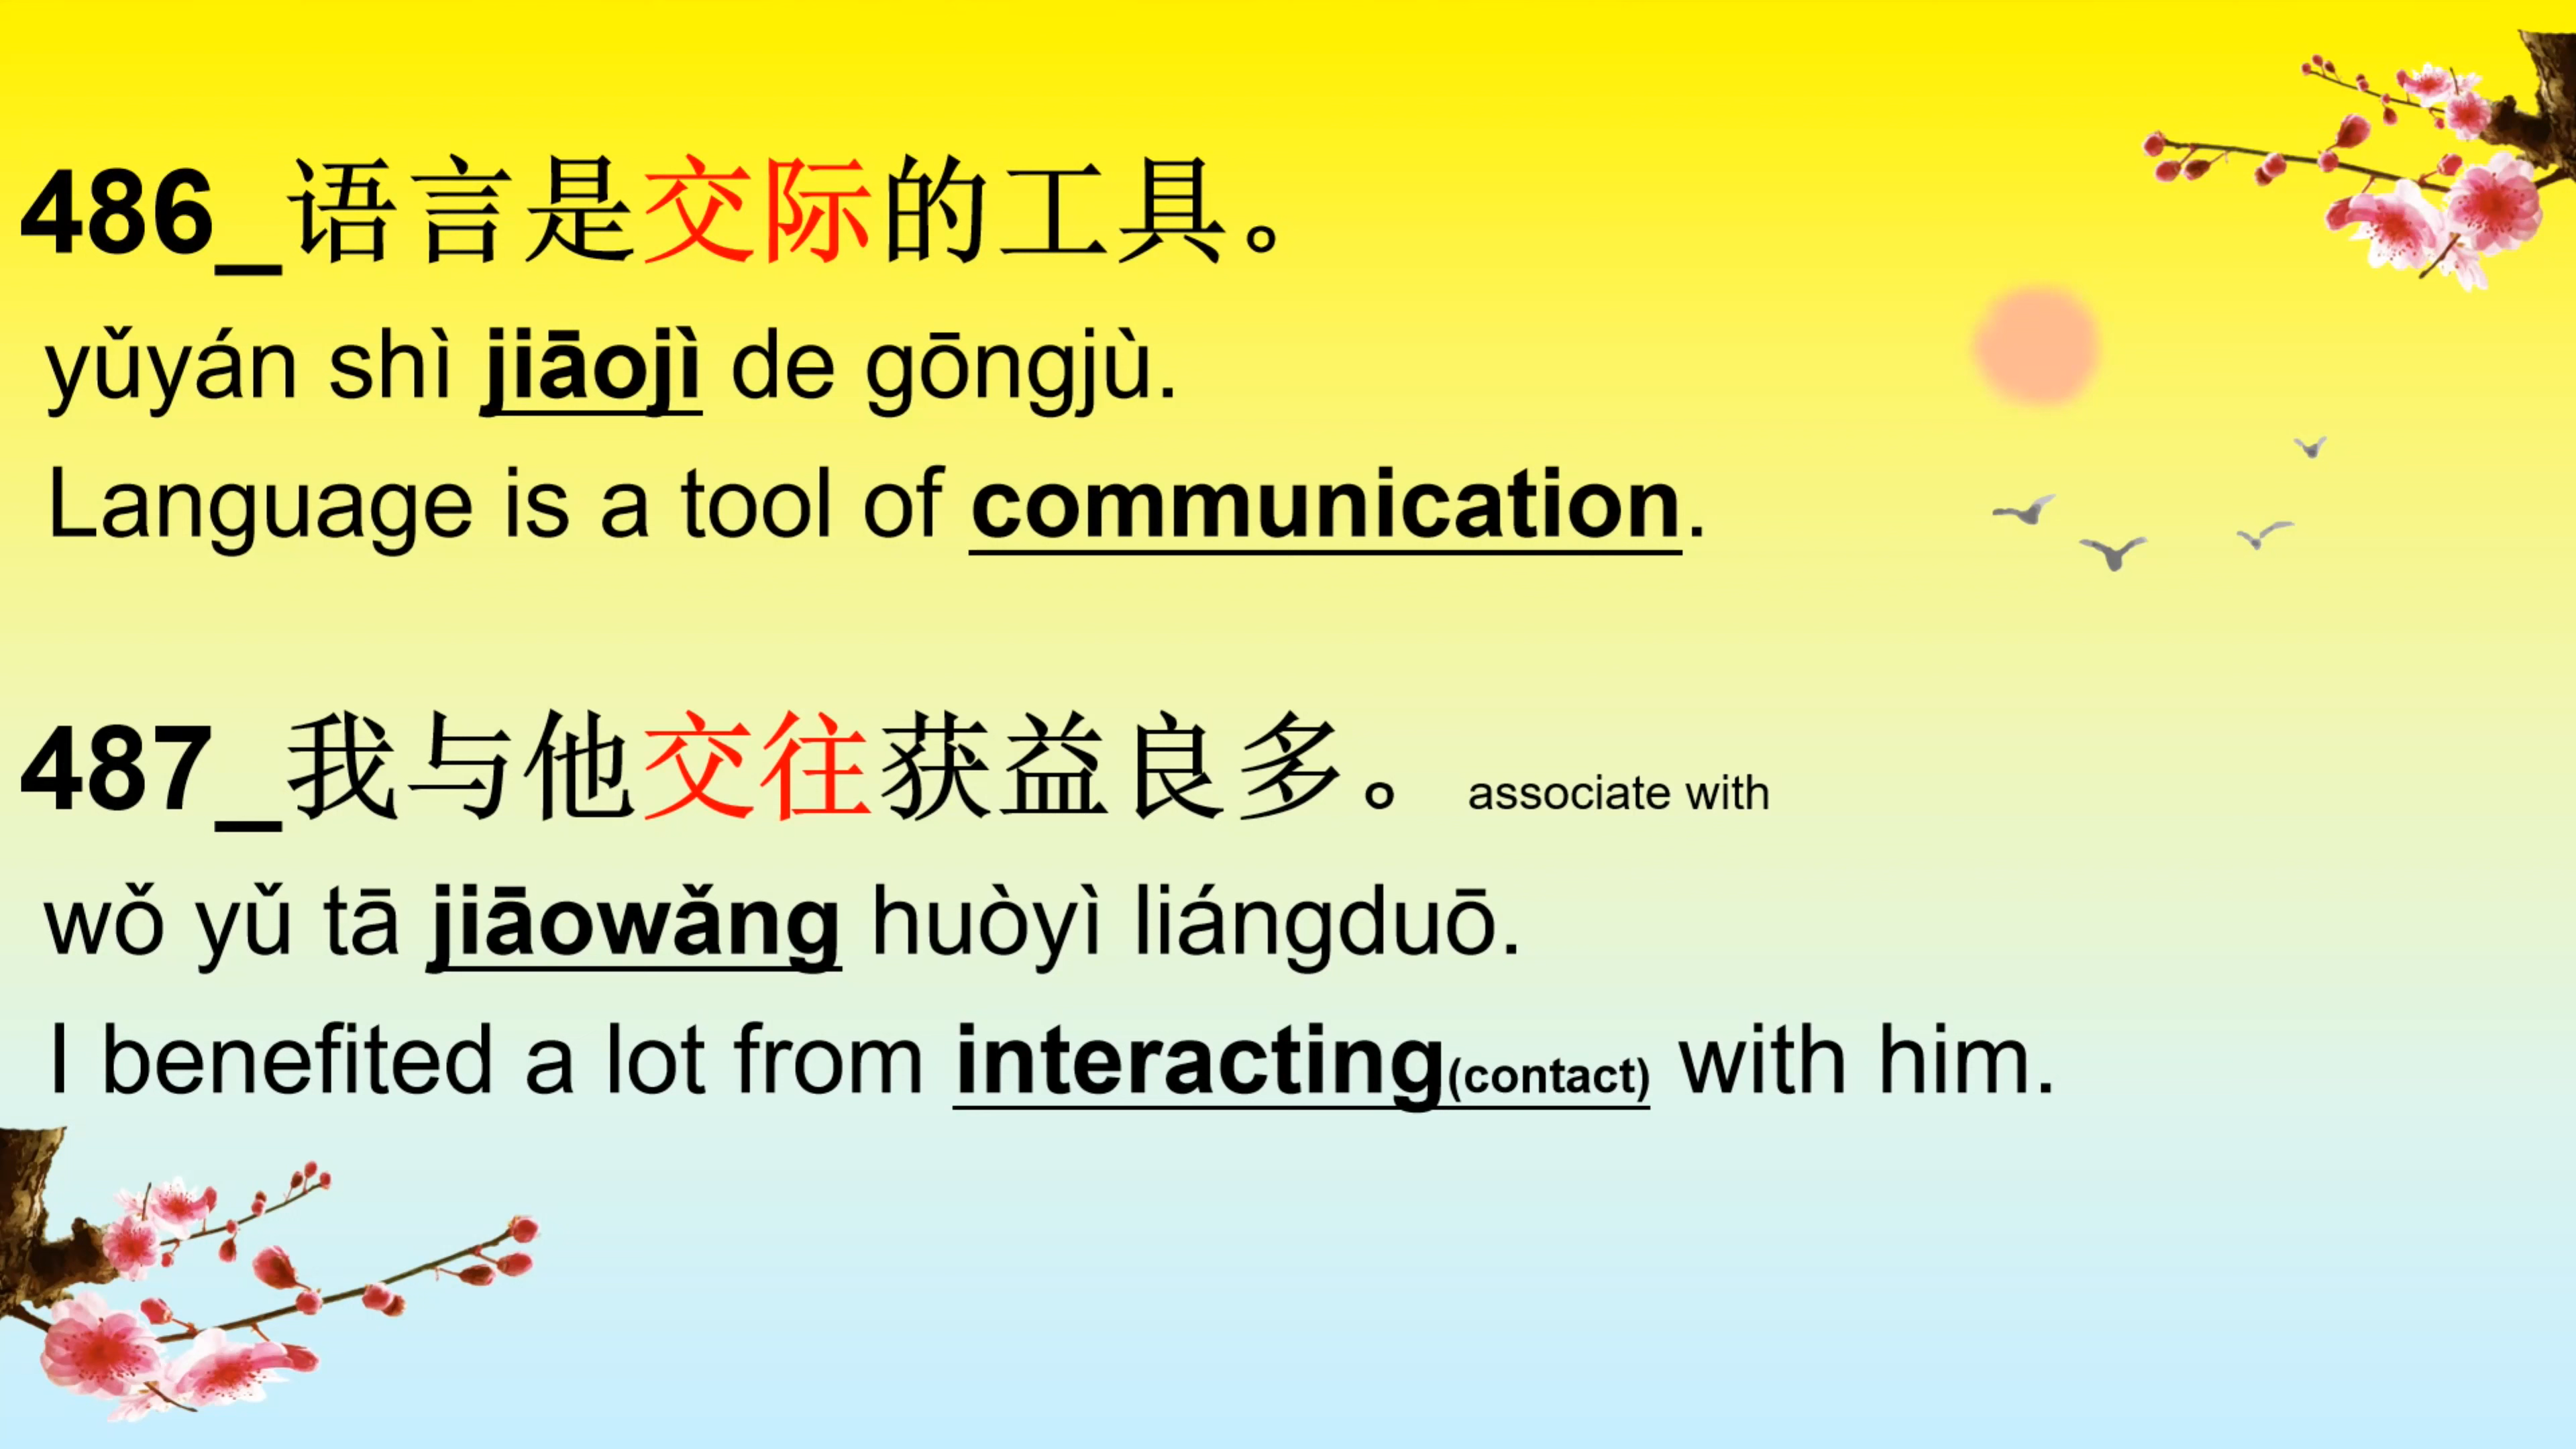 486_语言是交际的工具。
yǔyán shì jiāojì de gōngjù.
Language is a tool of communication.
487_我与他交往获益良多。associate with
wǒ yǔ tā jiāowǎng huòyì liángduō.
I benefited a lot from interacting(contact) with him.